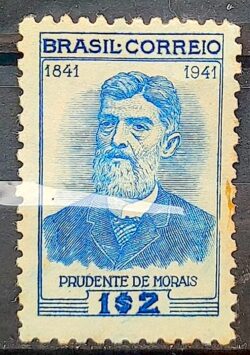 BRASIL-CORREIO
1841 1941
PRUDENTE DE MORAIS
1$2